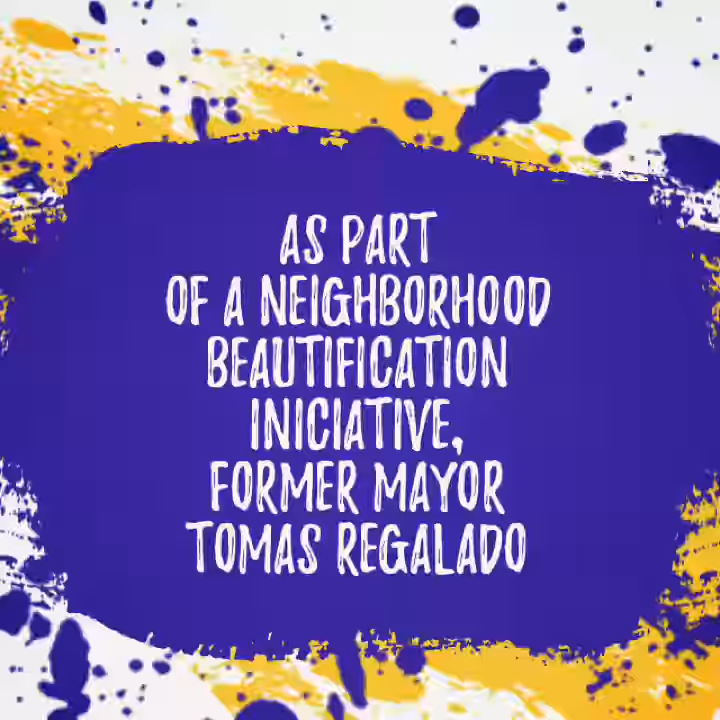 AS PART
OF A NEIGHBORHOOD
BEAUTIFICATION
INICIATIVE,
FORMER MAYOR
TOMAS REGALADO